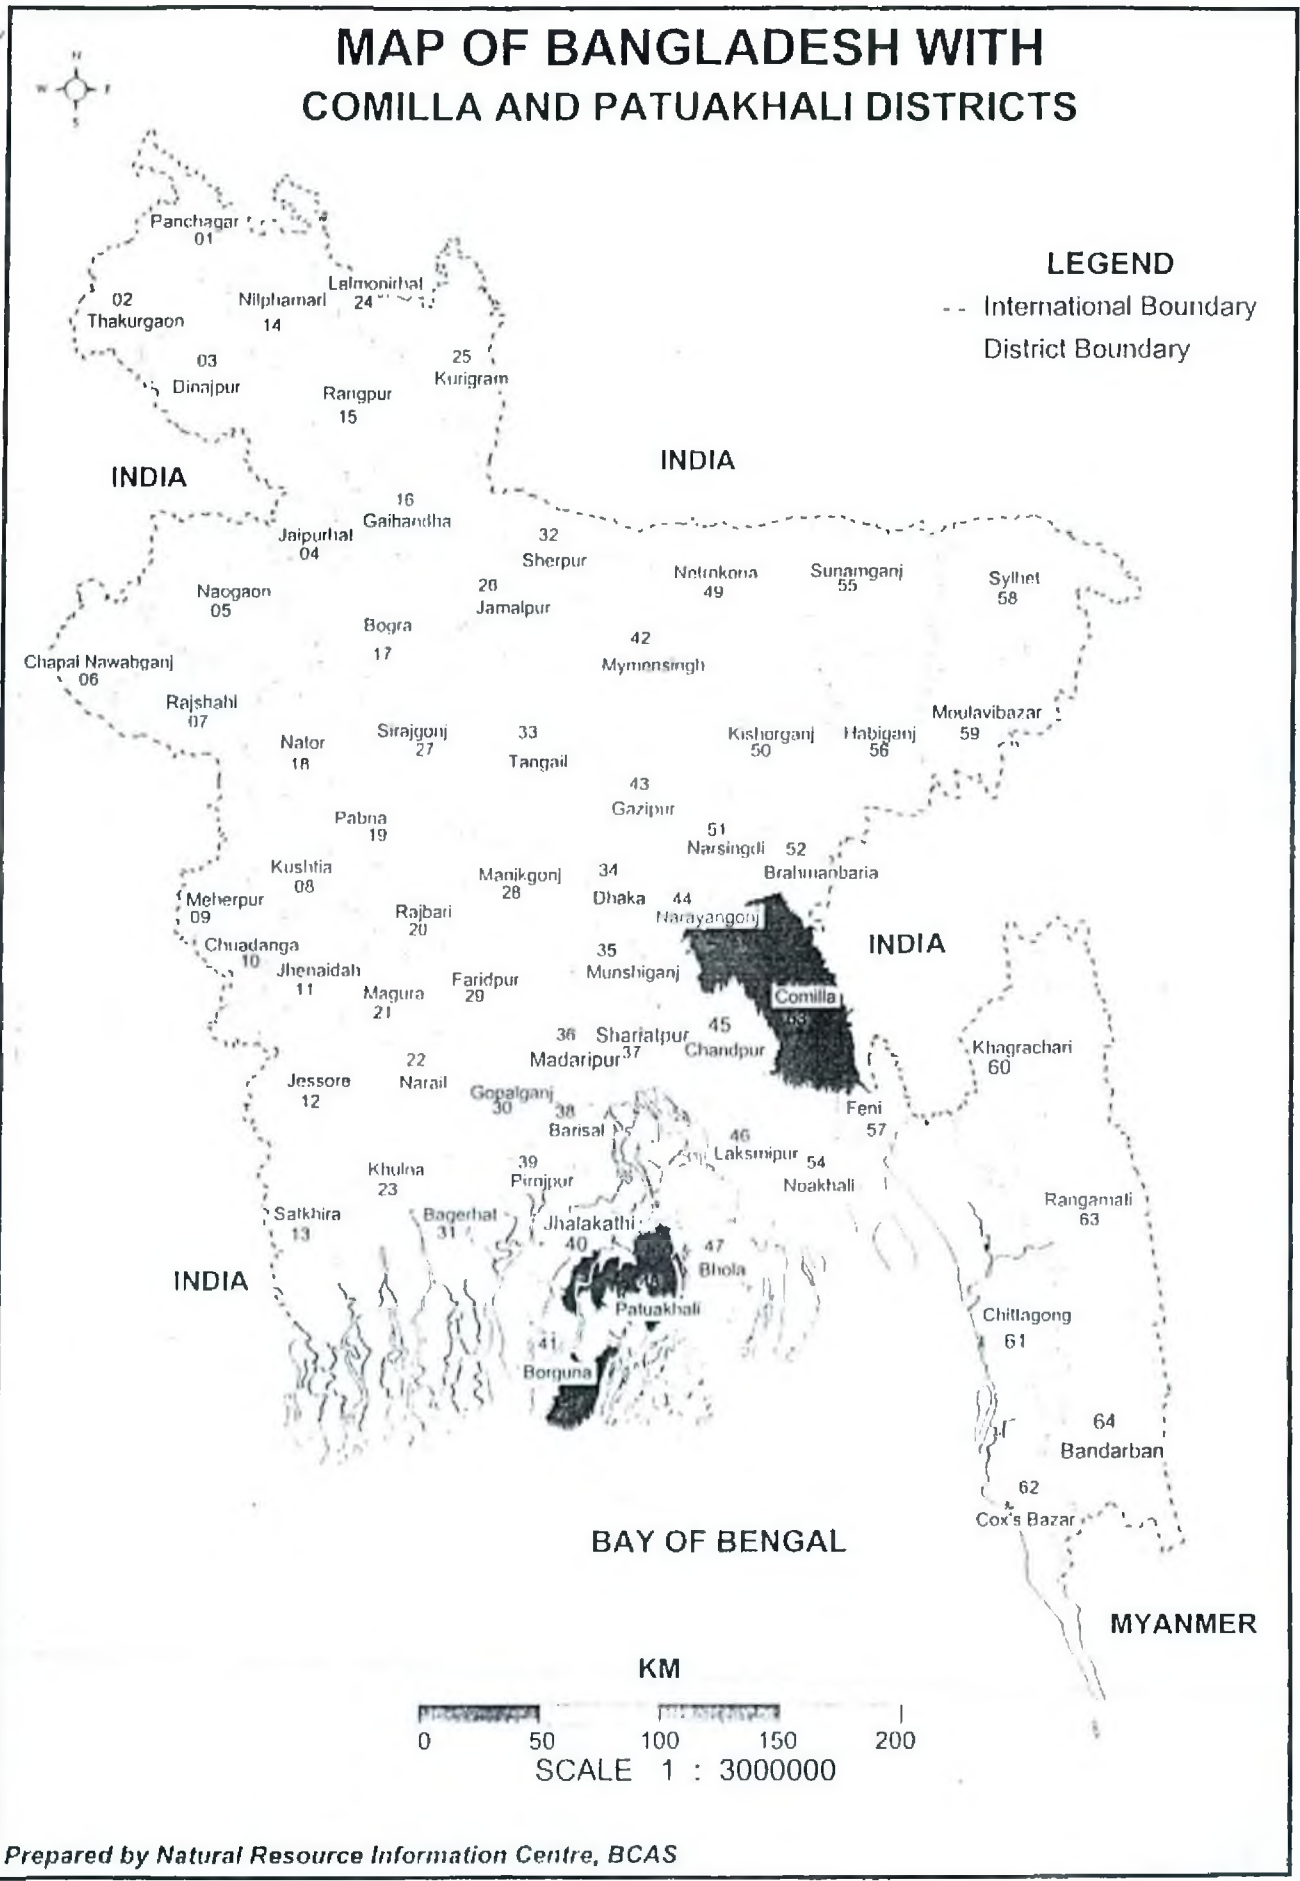 MAP OF BANGLADESH WITH
COMILLA AND PATUAKHALI DISTRICTS
N
W
E
S
Panchagar
01
LEGEND
-- International Boundary
District Boundary
Lalmonirhat
24
02
Thakurgaon
Nilphamari
14
03
Dinajpur
25
Kurigram
Rangpur
15
INDIA
INDIA
16
Gaibandha
Jaipurhat
04
32
Sherpur
Netrokona
49
Sunamganj
55
Sylhet
58
Naogaon
05
26
Jamalpur
Bogra
17
42
Mymensingh
Chapai Nawabganj
06
Rajshahi
07
Moulavibazar
59
Nator
18
Sirajgonj
27
33
Tangail
Kishorganj
50
Habiganj
56
43
Gazipur
Pabna
19
51
Narsingdi
52
Brahmanbaria
Kushtia
08
Manikgonj
28
34
Dhaka
44
Narayangonj
Meherpur
09
Rajbari
20
INDIA
Chuadanga
10
Jhenaidah
11
35
Munshiganj
Faridpur
29
Magura
21
Comilla
53
36
Madaripur
Shariatpur
37
45
Chandpur
Khagrachari
60
22
Narail
Jessore
12
Gopalganj
30
38
Barisal
Feni
57
46
Laksmipur
54
Noakhali
39
Pirojpur
Khulna
23
Rangamati
63
Satkhira
13
Bagerhat
31
Jhalakathi
40
47
Bhola
INDIA
48
Patuakhali
Chittagong
61
41
Borguna
64
Bandarban
62
Cox's Bazar
BAY OF BENGAL
MYANMER
KM
0 50 100 150 200
SCALE 1 : 3000000
Prepared by Natural Resource Information Centre, BCAS